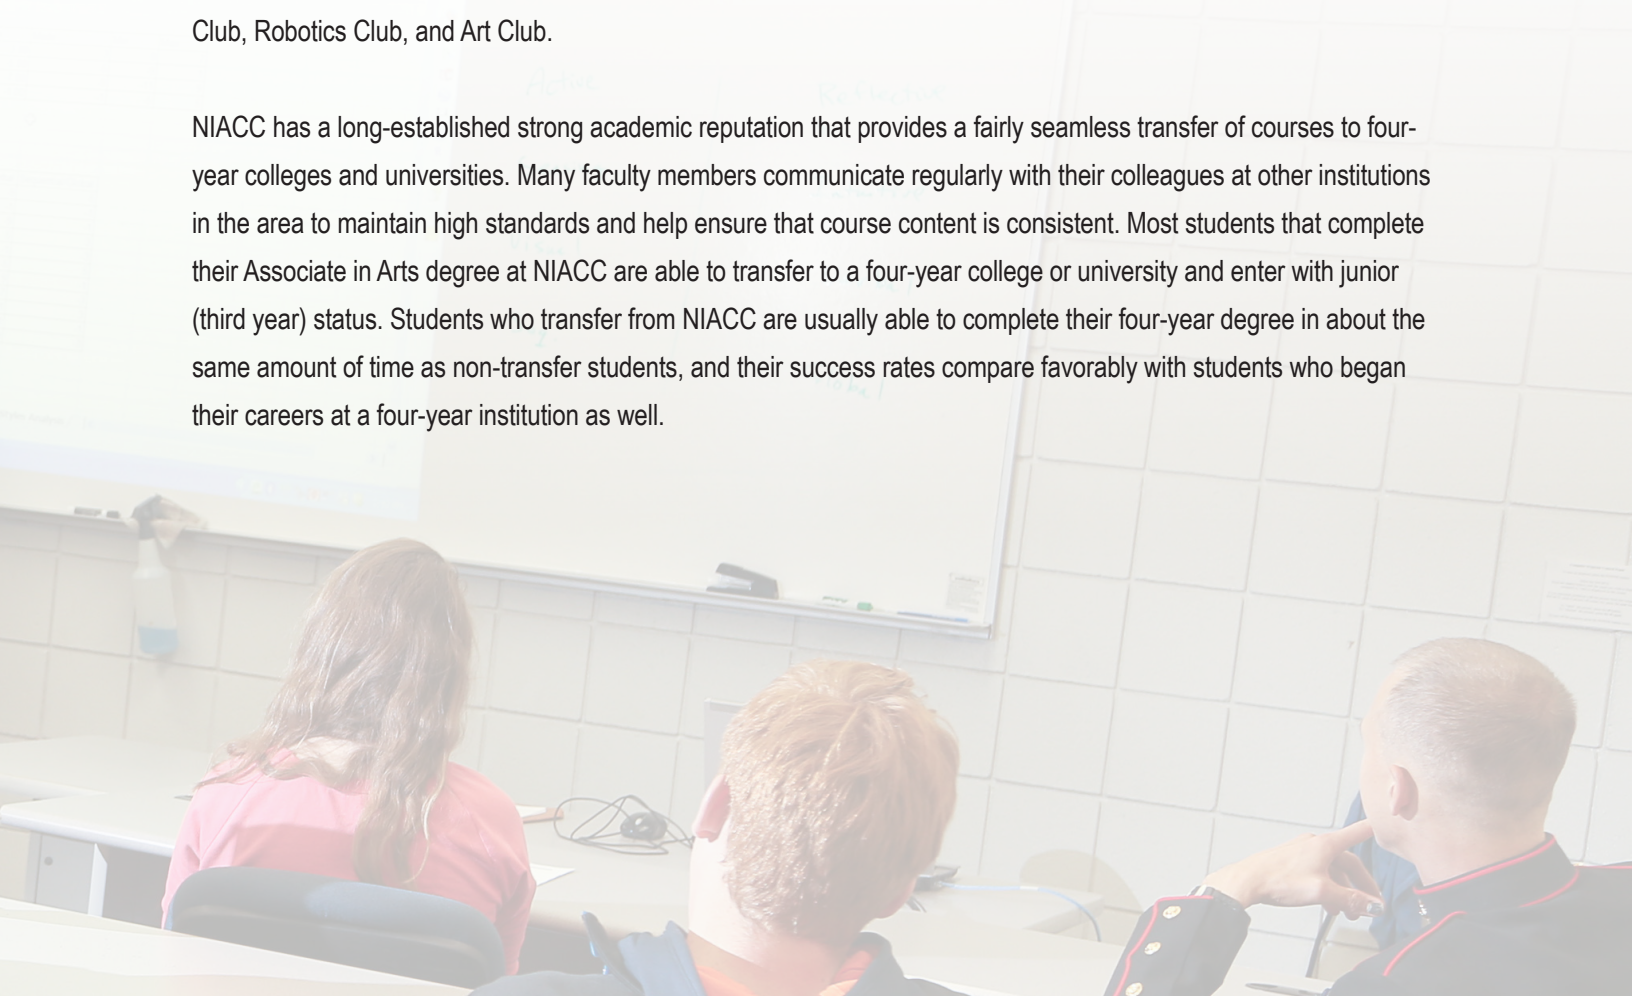 Club, Robotics Club, and Art Club.
NIACC has a long-established strong academic reputation that provides a fairly seamless transfer of courses to four-
year colleges and universities. Many faculty members communicate regularly with their colleagues at other institutions
in the area to maintain high standards and help ensure that course content is consistent. Most students that complete
their Associate in Arts degree at NIACC are able to transfer to a four-year college or university and enter with junior
(third year) status. Students who transfer from NIACC are usually able to complete their four-year degree in about the
same amount of time as non-transfer students, and their success rates compare favorably with students who began
their careers at a four-year institution as well.